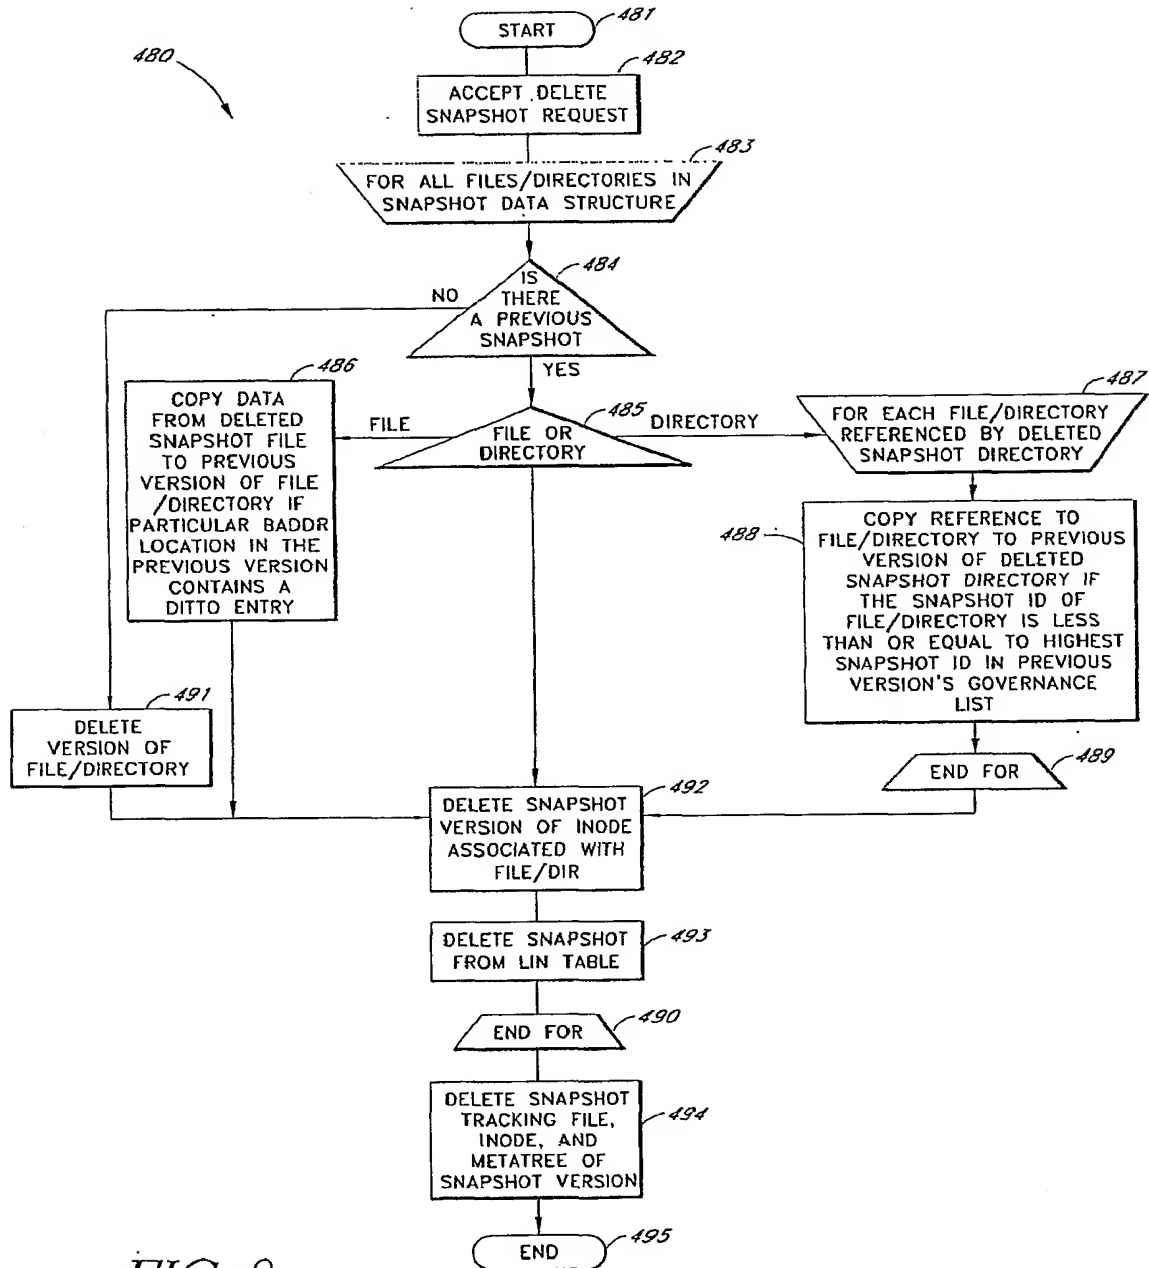 START
481
480
482
ACCEPT DELETE
SNAPSHOT REQUEST
483
FOR ALL FILES/DIRECTORIES IN
SNAPSHOT DATA STRUCTURE
484
IS
THERE
A PREVIOUS
SNAPSHOT
NO
YES
486
COPY DATA
FROM DELETED
SNAPSHOT FILE
TO PREVIOUS
VERSION OF FILE
/DIRECTORY IF
PARTICULAR BADDR
LOCATION IN THE
PREVIOUS VERSION
CONTAINS A
DITTO ENTRY
FILE
485
FILE OR
DIRECTORY
DIRECTORY
487
FOR EACH FILE/DIRECTORY
REFERENCED BY DELETED
SNAPSHOT DIRECTORY
488
COPY REFERENCE TO
FILE/DIRECTORY TO PREVIOUS
VERSION OF DELETED
SNAPSHOT DIRECTORY IF
THE SNAPSHOT ID OF
FILE/DIRECTORY IS LESS
THAN OR EQUAL TO HIGHEST
SNAPSHOT ID IN PREVIOUS
VERSION'S GOVERNANCE
LIST
491
DELETE
VERSION OF
FILE/DIRECTORY
END FOR
489
492
DELETE SNAPSHOT
VERSION OF INODE
ASSOCIATED WITH
FILE/DIR
493
DELETE SNAPSHOT
FROM LIN TABLE
END FOR
490
DELETE SNAPSHOT
TRACKING FILE,
INODE, AND
METATREE OF
SNAPSHOT VERSION
494
END
495